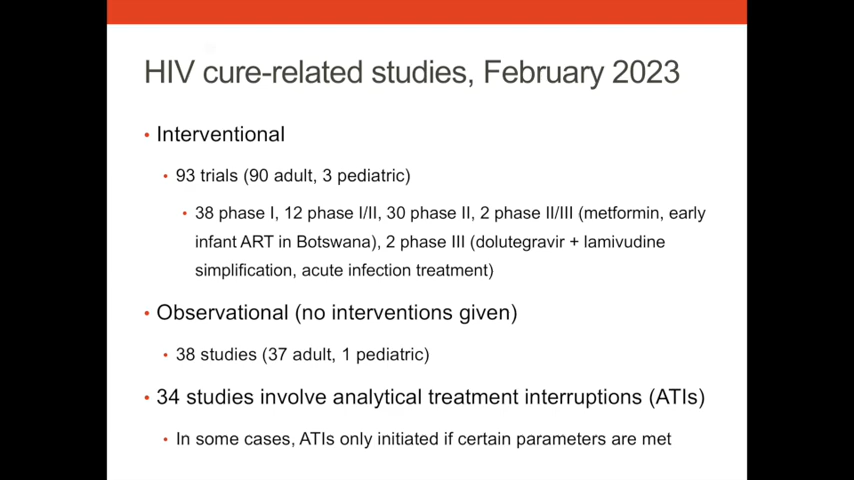 HIV cure-related studies, February 2023
• Interventional
• 93 trials (90 adult, 3 pediatric)
• 38 phase I, 12 phase I/II, 30 phase II, 2 phase II/III (metformin, early
infant ART in Botswana), 2 phase III (dolutegravir + lamivudine
simplification, acute infection treatment)
• Observational (no interventions given)
• 38 studies (37 adult, 1 pediatric)
• 34 studies involve analytical treatment interruptions (ATIs)
• In some cases, ATIs only initiated if certain parameters are met